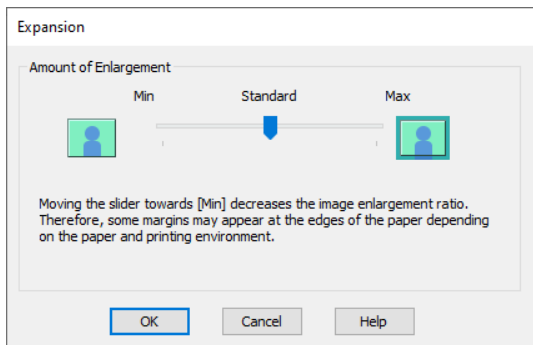 Expansion
Amount of Enlargement
Min Standard Max
Moving the slider towards [Min] decreases the image enlargement ratio.
Therefore, some margins may appear at the edges of the paper depending
on the paper and printing environment.
OK Cancel Help